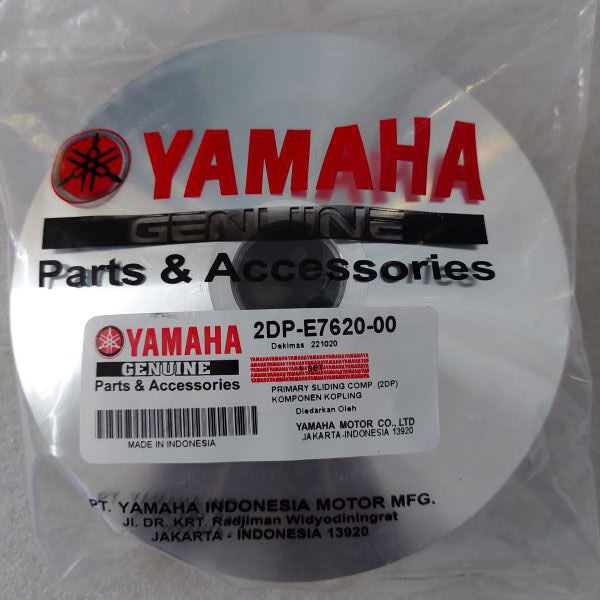 YAMAHA
GENUINE
Parts & Accessories
YAMAHA
GENUINE
Parts & Accessories
MADE IN INDONESIA
2DP-E7620-00
Dekimas 221020
1 SET
PRIMARY SLIDING COMP. (2DP)
KOMPONEN KOPLING
Diedarkan Oleh
YAMAHA MOTOR CO., LTD
JAKARTA-INDONESIA 13920
PT. YAMAHA INDONESIA MOTOR MFG.
Jl. DR. KRT. Radjiman Widyodiningrat
JAKARTA - INDONESIA 13920